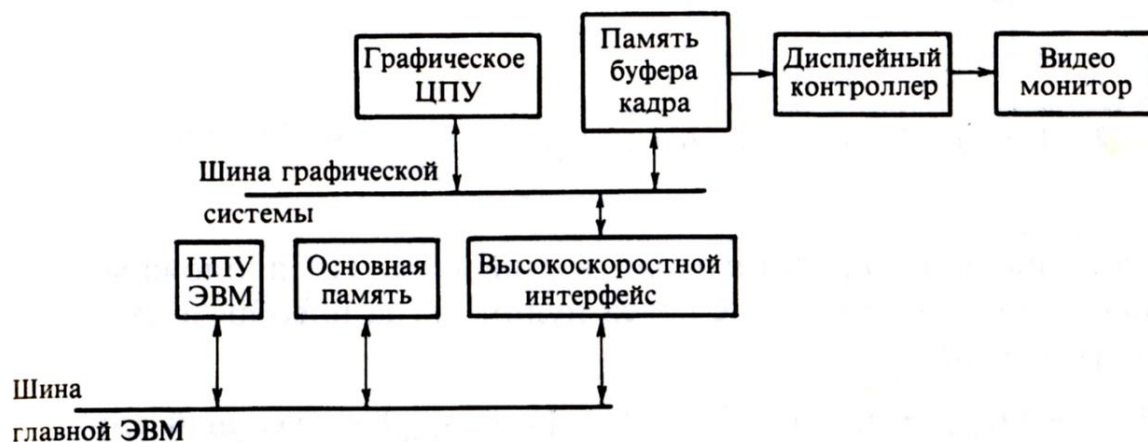 Графическое
ЦПУ
Память
буфера
кадра
Дисплейный
контроллер
Видео
монитор
Шина графической
системы
ЦПУ
ЭВМ
Основная
память
Высокоскоростной
интерфейс
Шина
главной ЭВМ